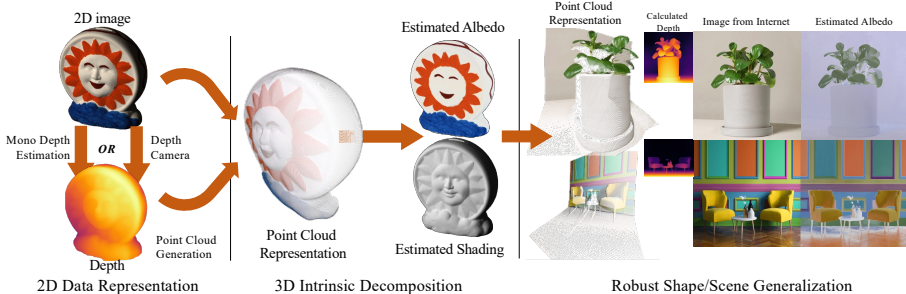 2D image
Mono Depth
Estimation
OR
Depth
Camera
Depth
Point Cloud
Generation
2D Data Representation
Point Cloud
Representation
Estimated Albedo
Estimated Shading
3D Intrinsic Decomposition
Point Cloud
Representation
Calculated
Depth
Image from Internet
Estimated Albedo
Robust Shape/Scene Generalization